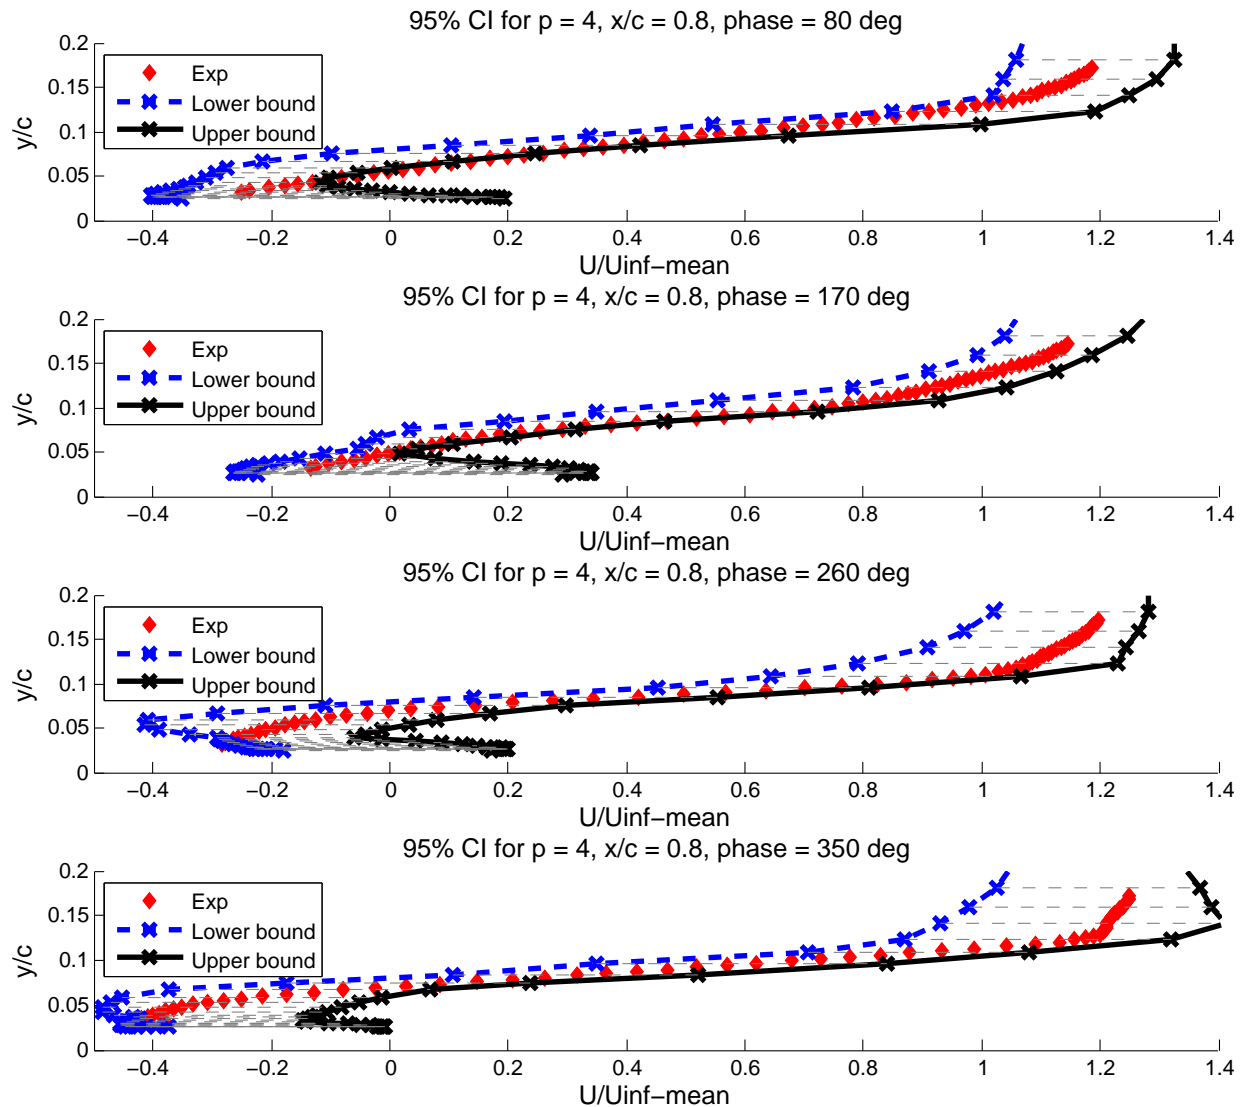 95% CI for p = 4, x/c = 0.8, phase = 80 deg
0.2
0.15
0.1
0.05
0
y/c
Exp
Lower bound
Upper bound
−0.4 −0.2 0 0.2 0.4 0.6 0.8 1 1.2 1.4
U/Uinf−mean
95% CI for p = 4, x/c = 0.8, phase = 170 deg
0.2
0.15
0.1
0.05
0
y/c
Exp
Lower bound
Upper bound
−0.4 −0.2 0 0.2 0.4 0.6 0.8 1 1.2 1.4
U/Uinf−mean
95% CI for p = 4, x/c = 0.8, phase = 260 deg
0.2
0.15
0.1
0.05
0
y/c
Exp
Lower bound
Upper bound
−0.4 −0.2 0 0.2 0.4 0.6 0.8 1 1.2 1.4
U/Uinf−mean
95% CI for p = 4, x/c = 0.8, phase = 350 deg
0.2
0.15
0.1
0.05
0
y/c
Exp
Lower bound
Upper bound
−0.4 −0.2 0 0.2 0.4 0.6 0.8 1 1.2 1.4
U/Uinf−mean